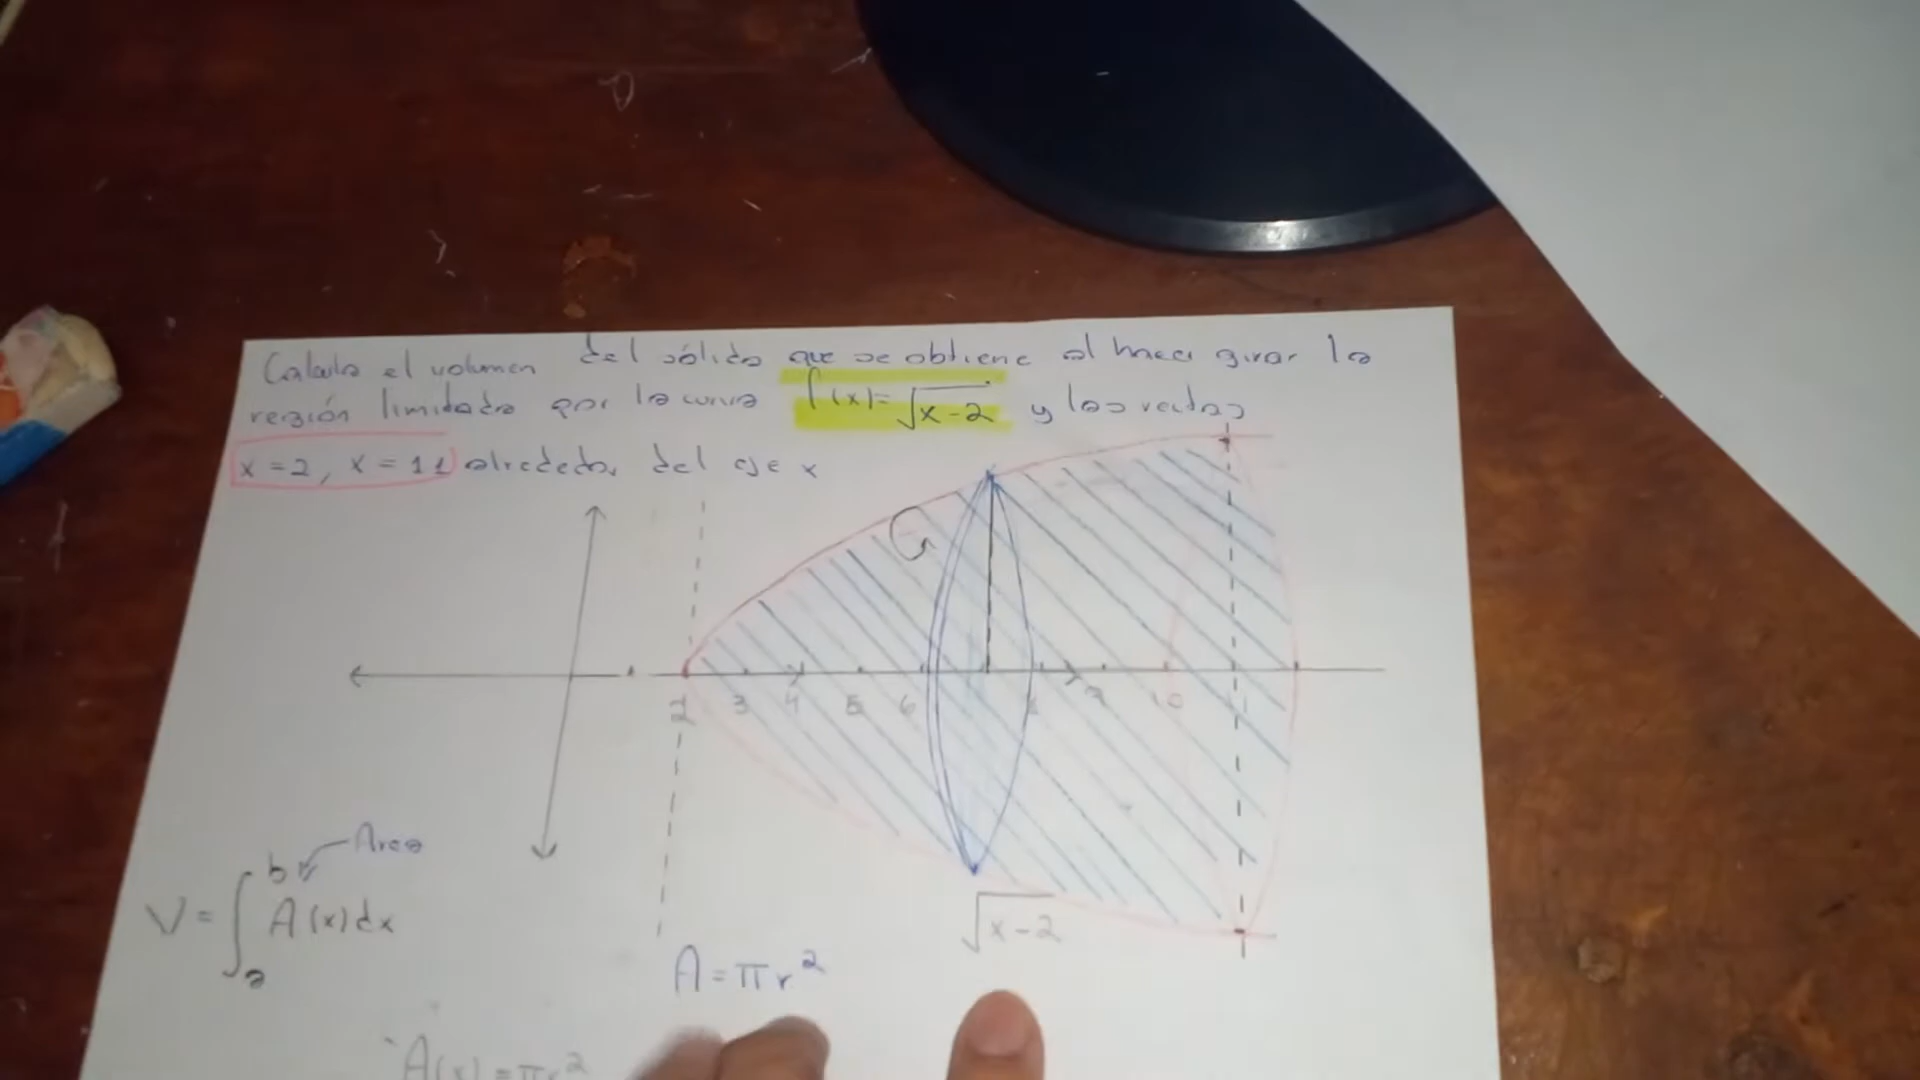 Calcula el volumen del sólido que se obtiene al hacer girar la
región limitada por la curva f(x)=√x-2 y las rectas
x=2, x=11 alrededor del eje x
2 3 4 5 6 9 10
b Area
V=∫ A(x)dx
a
√x-2
A=πr²
A(x)=πr²